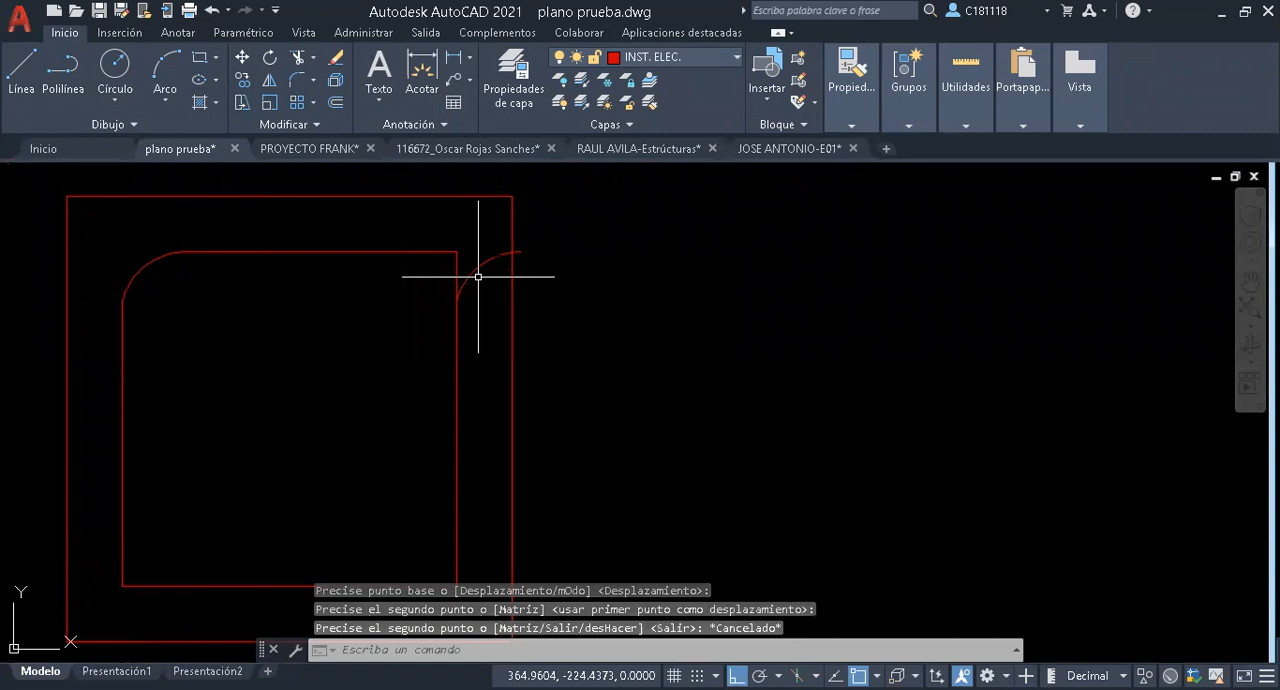 Autodesk AutoCAD 2021 plano prueba.dwg
Escriba palabra clave o frase
C181118
Inicio Inserción Anotar Paramétrico Vista Administrar Salida Complementos Colaborar Aplicaciones destacadas
INST. ELEC.
Línea Polilínea Círculo Arco Texto Acotar Propiedades de capa Insertar Propied... Grupos Utilidades Portapap... Vista
Dibujo Modificar Anotación Capas Bloque
Inicio plano prueba* PROYECTO FRANK* 116672_Oscar Rojas Sanches* RAUL AVILA-Estrúcturas* JOSE ANTONIO-E01*
Precise punto base o [Desplazamiento/mOdo] <Desplazamiento>:
Precise el segundo punto o [Matriz] <usar primer punto como desplazamiento>:
Precise el segundo punto o [Matriz/Salir/desHacer] <Salir>: *Cancelado*
Escriba un comando
Y
X
Modelo Presentación1 Presentación2
364.9604, -224.4373, 0.0000
Decimal